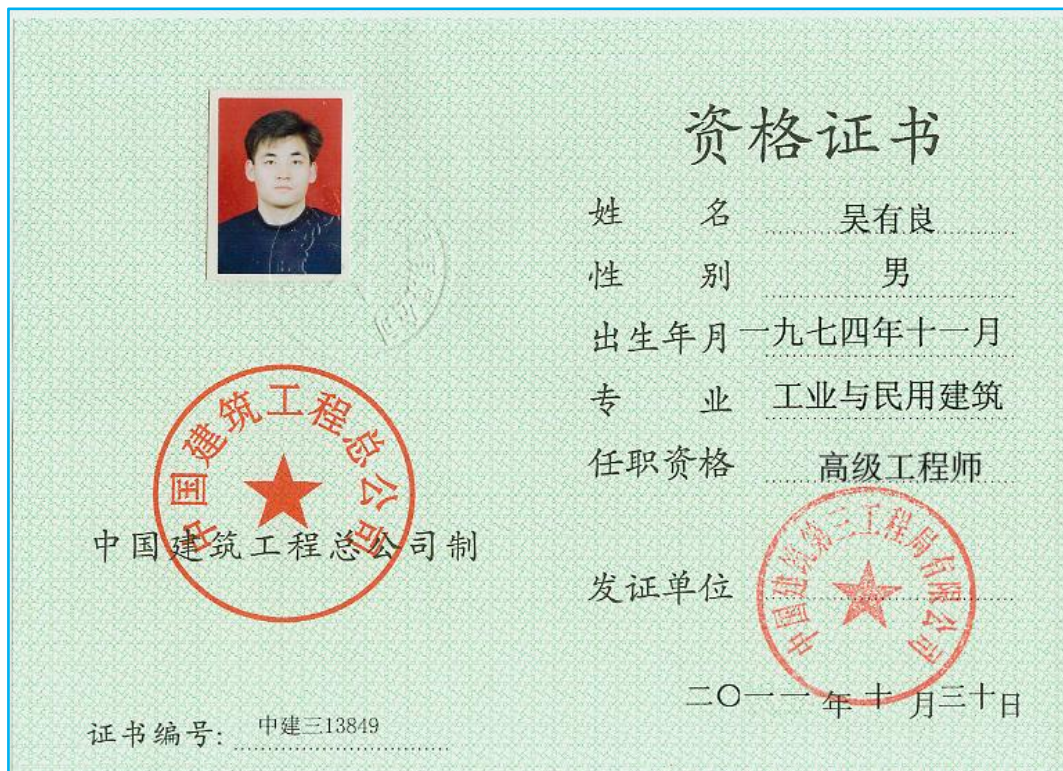 中国建筑工程总公司
中国建筑工程总公司制
证书编号: 中建三13849
资格证书
姓 名 吴有良
性 别 男
出生年月 一九七四年十一月
专 业 工业与民用建筑
任职资格 高级工程师
发证单位
中国建筑第三工程局有限公司
二〇一一年十月三十日